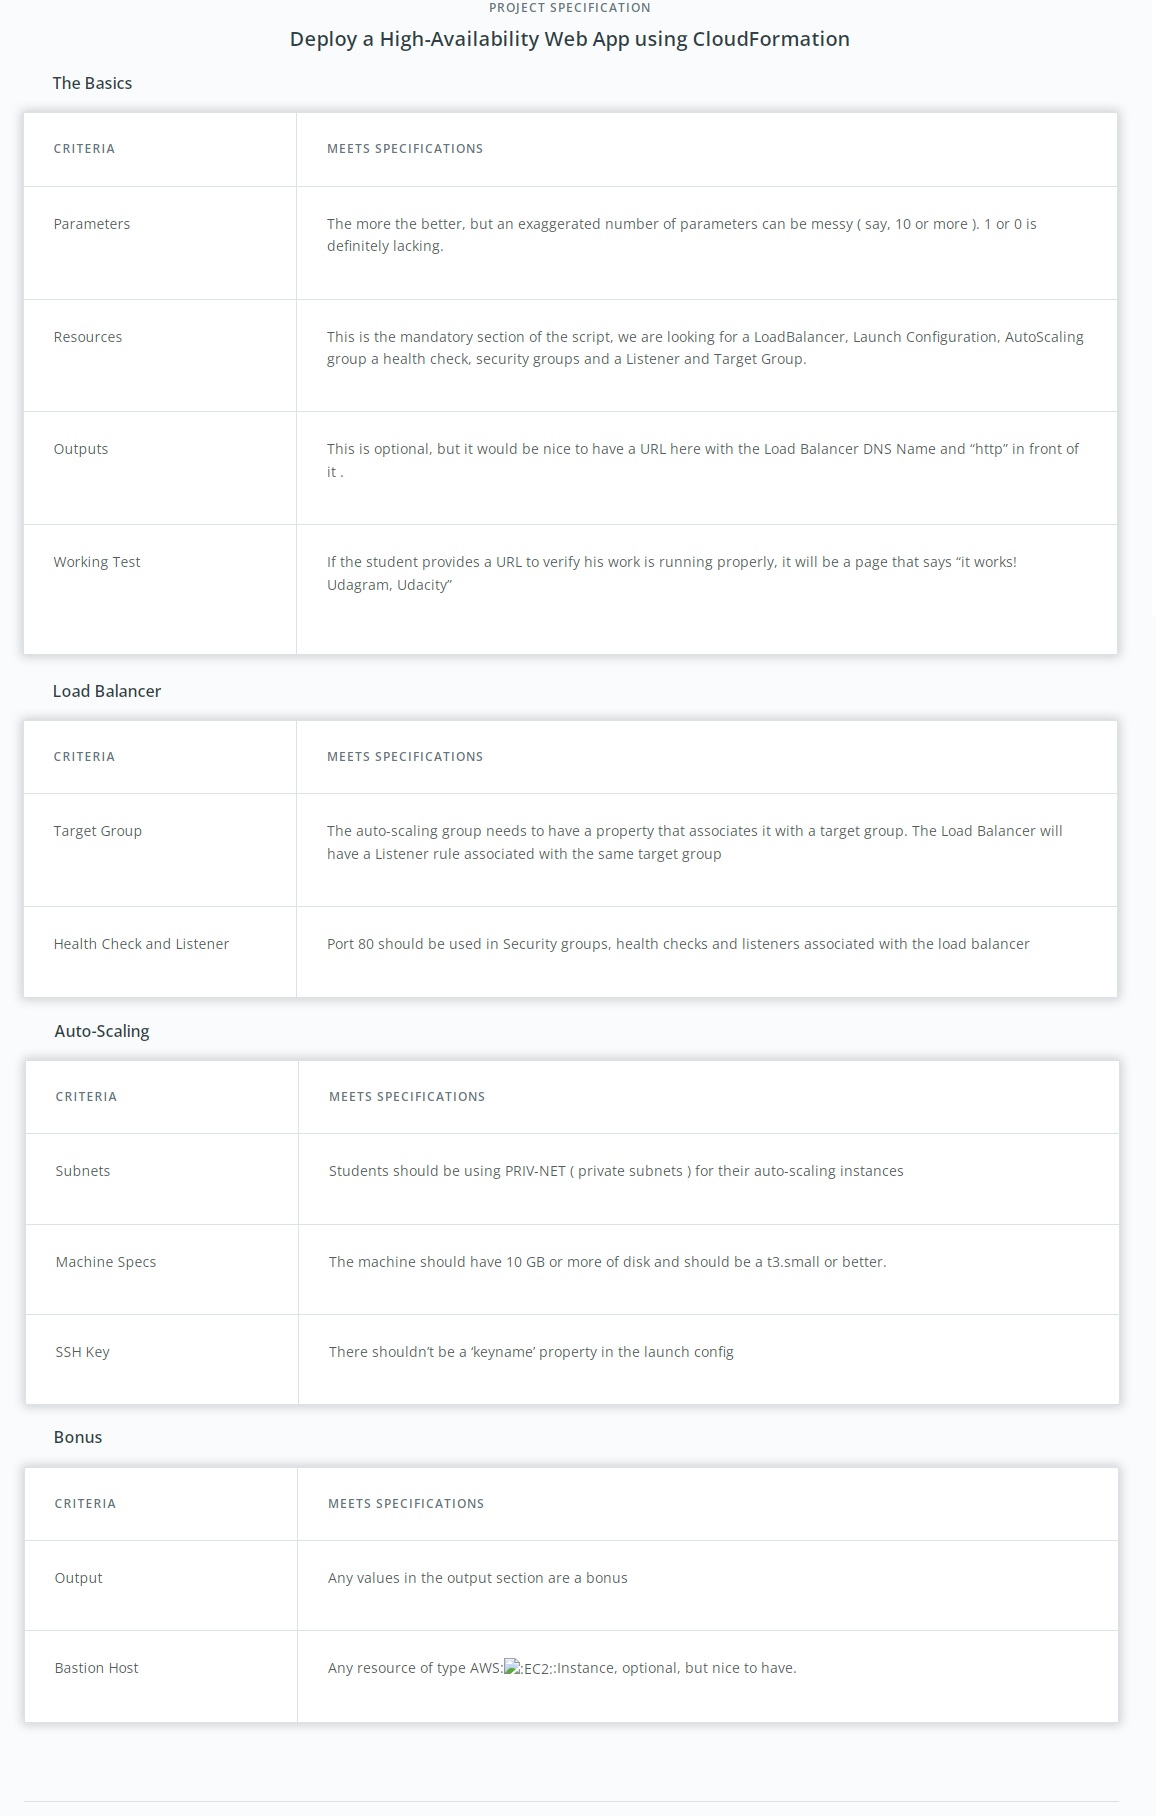 PROJECT SPECIFICATION
Deploy a High-Availability Web App using CloudFormation
The Basics
CRITERIA MEETS SPECIFICATIONS
Parameters The more the better, but an exaggerated number of parameters can be messy ( say, 10 or more ). 1 or 0 is
definitely lacking.
Resources This is the mandatory section of the script, we are looking for a LoadBalancer, Launch Configuration, AutoScaling
group a health check, security groups and a Listener and Target Group.
Outputs This is optional, but it would be nice to have a URL here with the Load Balancer DNS Name and “http” in front of
it .
Working Test If the student provides a URL to verify his work is running properly, it will be a page that says “it works!
Udagram, Udacity”
Load Balancer
CRITERIA MEETS SPECIFICATIONS
Target Group The auto-scaling group needs to have a property that associates it with a target group. The Load Balancer will
have a Listener rule associated with the same target group
Health Check and Listener Port 80 should be used in Security groups, health checks and listeners associated with the load balancer
Auto-Scaling
CRITERIA MEETS SPECIFICATIONS
Subnets Students should be using PRIV-NET ( private subnets ) for their auto-scaling instances
Machine Specs The machine should have 10 GB or more of disk and should be a t3.small or better.
SSH Key There shouldn’t be a ‘keyname’ property in the launch config
Bonus
CRITERIA MEETS SPECIFICATIONS
Output Any values in the output section are a bonus
Bastion Host Any resource of type AWS::EC2::Instance, optional, but nice to have.